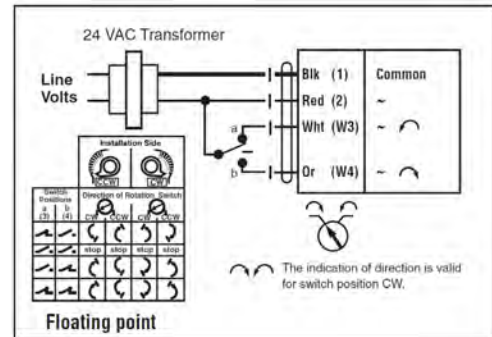 24 VAC Transformer
Line
Volts
Blk (1) Common
Red (2) ~
a Wht (W3) ~
b Or (W4) ~
Installation Side
CCW CW
Switch
Positions
a b
(3) (4)
Direction of Rotation Switch
CW CCW CW CCW
stop stop stop stop
The indication of direction is valid
for switch position CW.
Floating point